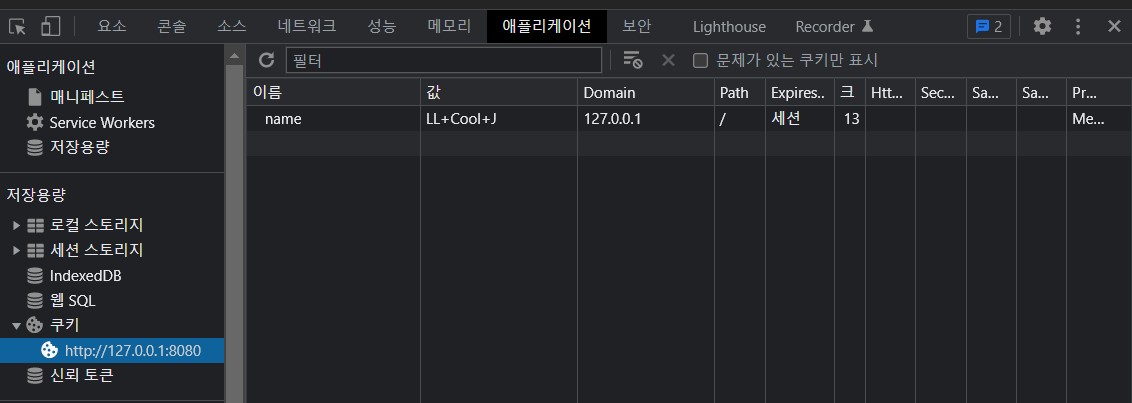 요소 콘솔 소스 네트워크 성능 메모리 애플리케이션 보안 Lighthouse Recorder 2
애플리케이션
매니페스트
Service Workers
저장용량
저장용량
로컬 스토리지
세션 스토리지
IndexedDB
웹 SQL
쿠키
http://127.0.0.1:8080
신뢰 토큰
필터 문제가 있는 쿠키만 표시
이름 값 Domain Path Expires.. 크 Htt... Sec... Sa... Sa... Pr...
name LL+Cool+J 127.0.0.1 / 세션 13 Me...